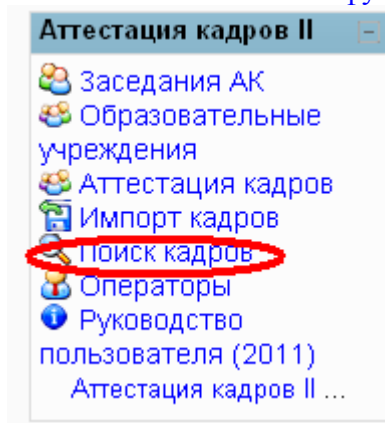 ру
Аттестация кадров II
Заседания АК
Образовательные
учреждения
Аттестация кадров
Импорт кадров
Поиск кадров
Операторы
Руководство
пользователя (2011)
Аттестация кадров II ...